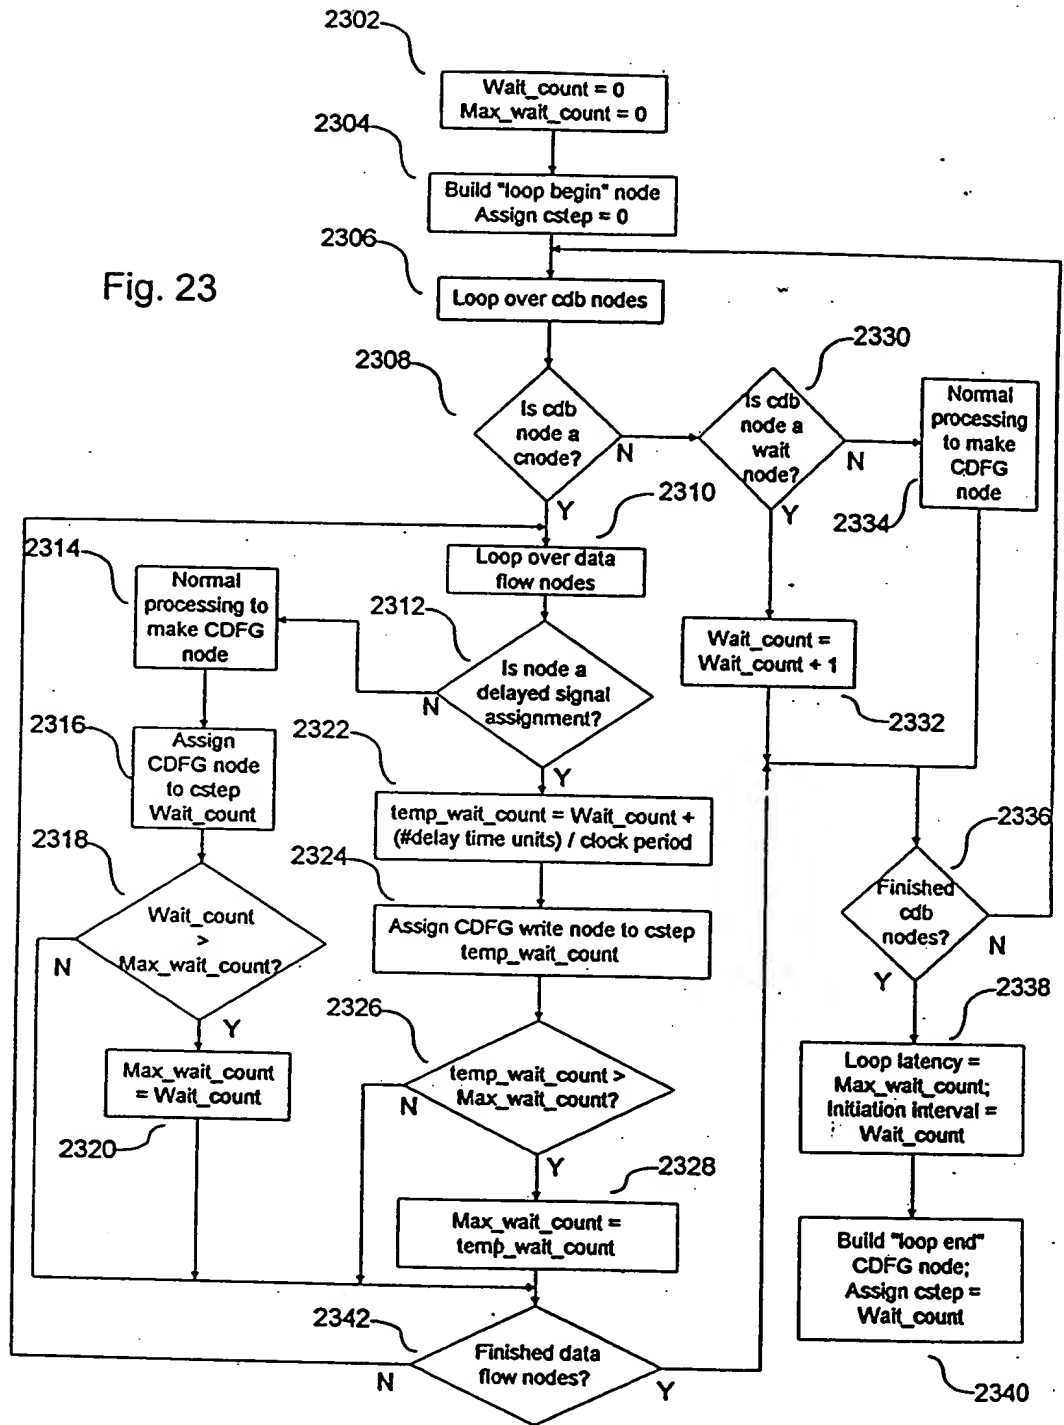 2302
Wait_count = 0
Max_wait_count = 0
2304
Build "loop begin" node
Assign cstep = 0
2306
Fig. 23
Loop over cdb nodes
2308
Is cdb
node a
cnode?
N
Y
2330
Is cdb
node a
wait
node?
N
Y
Normal
processing
to make
CDFG
node
2334
2310
Loop over data
flow nodes
2314
Normal
processing to
make CDFG
node
2312
Is node a
delayed signal
assignment?
N
Y
Wait_count =
Wait_count + 1
2332
2316
Assign
CDFG node
to cstep
Wait_count
2322
temp_wait_count = Wait_count +
(#delay time units) / clock period
2318
Wait_count
>
Max_wait_count?
N
Y
2324
Assign CDFG write node to cstep
temp_wait_count
2336
Finished
cdb
nodes?
N
Y
2326
temp_wait_count >
Max_wait_count?
N
Y
Max_wait_count
= Wait_count
2320
2338
Loop latency =
Max_wait_count;
Initiation interval =
Wait_count
2328
Max_wait_count =
temp_wait_count
Build "loop end"
CDFG node;
Assign cstep =
Wait_count
2340
2342
Finished data
flow nodes?
N
Y